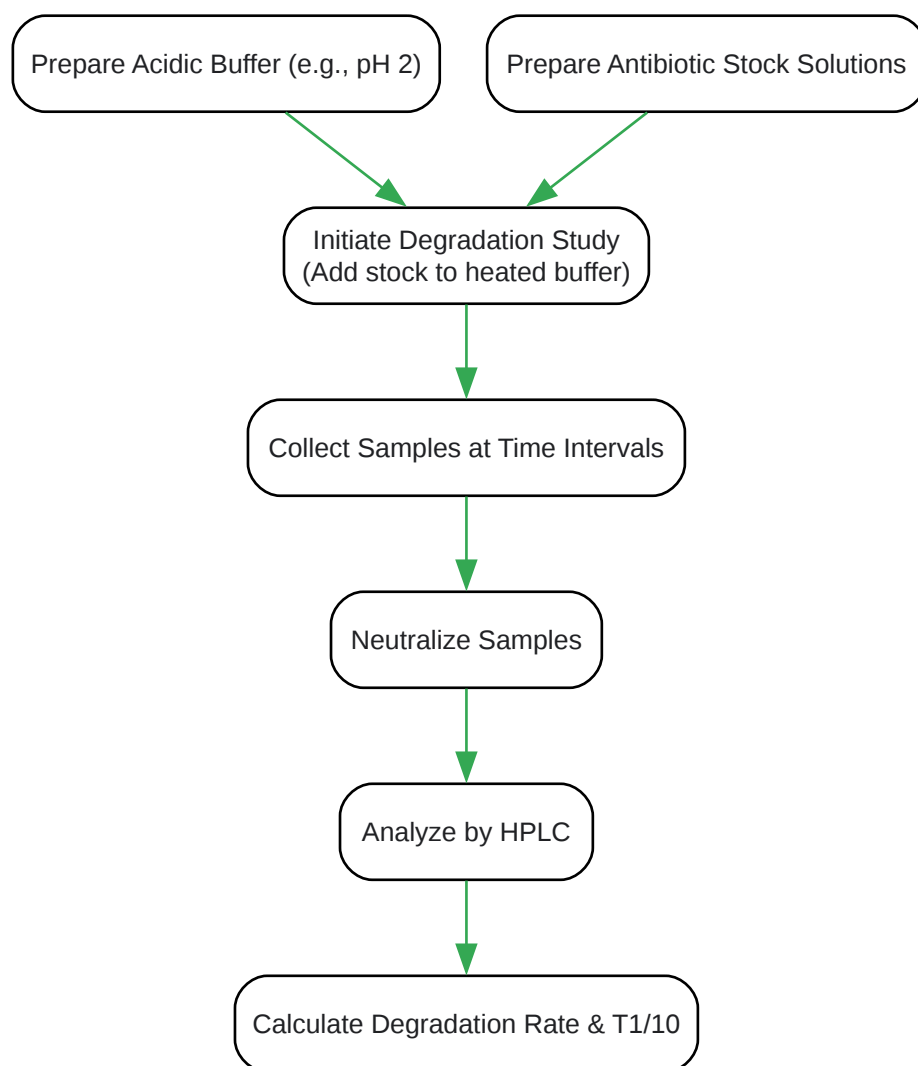 Prepare Acidic Buffer (e.g., pH 2)
Prepare Antibiotic Stock Solutions
Initiate Degradation Study
(Add stock to heated buffer)
Collect Samples at Time Intervals
Neutralize Samples
Analyze by HPLC
Calculate Degradation Rate & T1/10